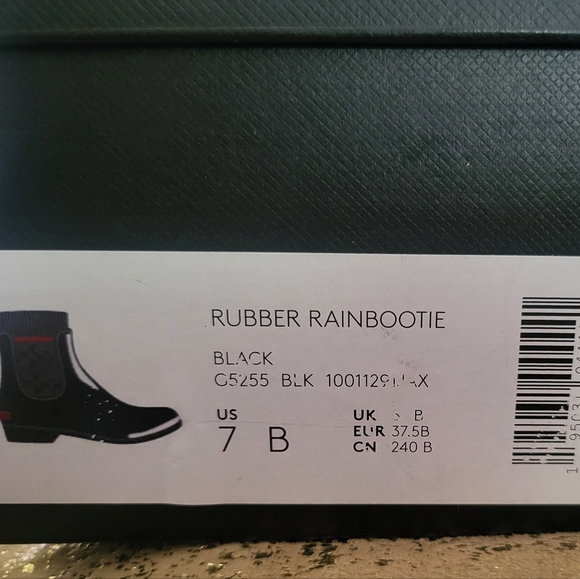 RUBBER RAINBOOTIE
BLACK
G5255 BLK
US
7 B
UK B
EUR 37.5B
CN 240 B